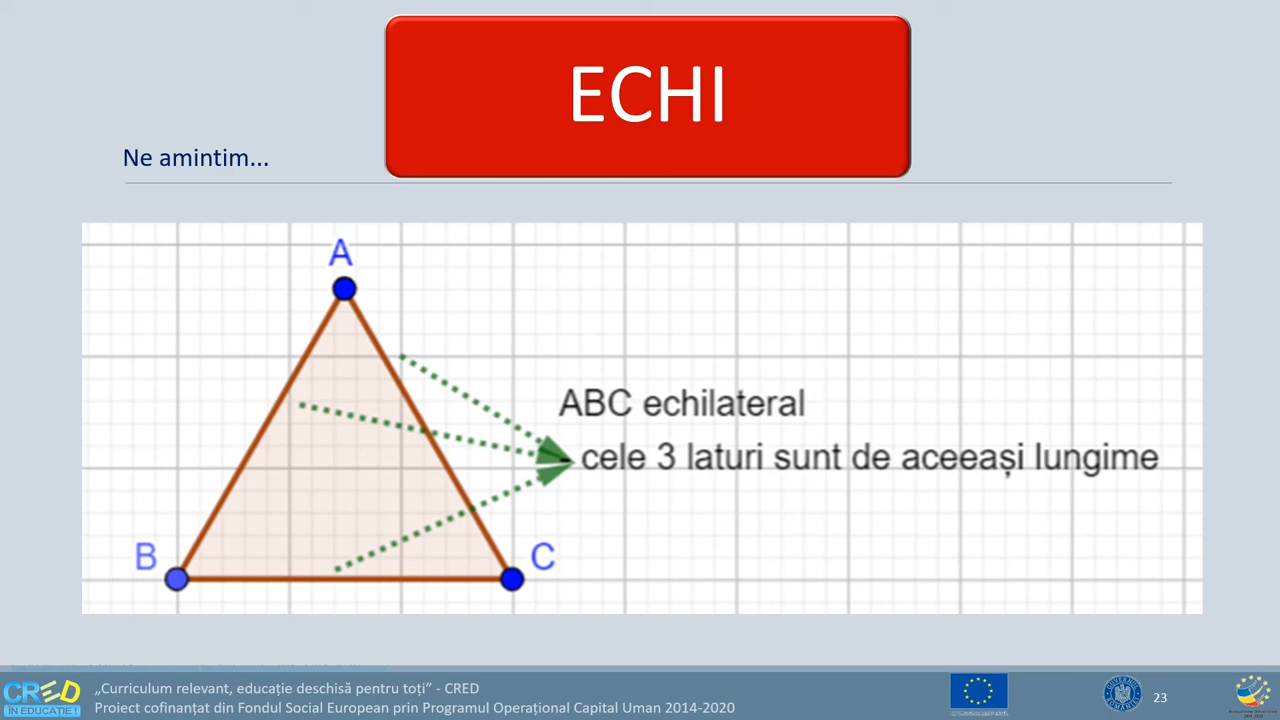 ECHI
Ne amintim...
A
ABC echilateral
- cele 3 laturi sunt de aceeași lungime
B
C
CRED
ÎN EDUCAȚIE !
„Curriculum relevant, educație deschisă pentru toți” - CRED
Proiect cofinanțat din Fondul Social European prin Programul Operațional Capital Uman 2014-2020
23